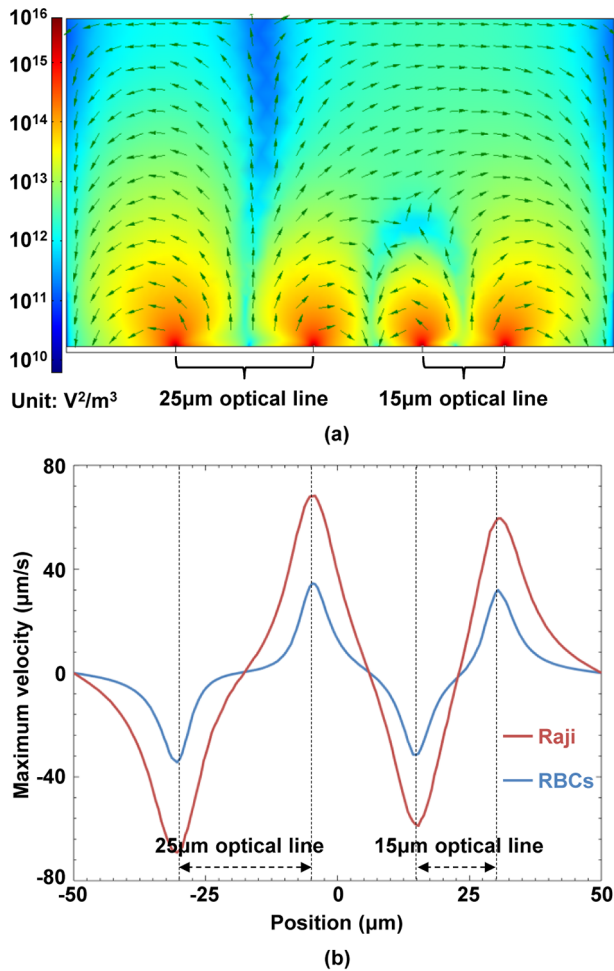 10¹⁶
10¹⁵
10¹⁴
10¹³
10¹²
10¹¹
10¹⁰
Unit: V²/m³
25µm optical line
15µm optical line
(a)
80
40
0
-40
-80
Maximum velocity (µm/s)
Raji
RBCs
25µm optical line
15µm optical line
-50
-25
0
25
50
Position (µm)
(b)